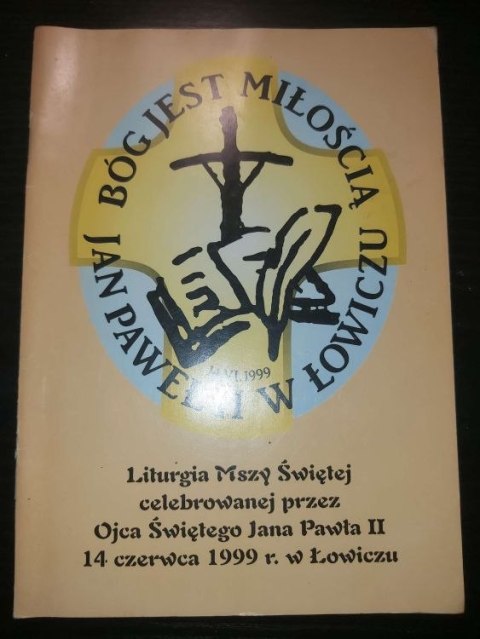 BÓG JEST MIŁOŚCIĄ
JAN PAWEŁ II W ŁOWICZU
14 VI. 1999
Liturgia Mszy Świętej
celebrowanej przez
Ojca Świętego Jana Pawła II
14 czerwca 1999 r. w Łowiczu